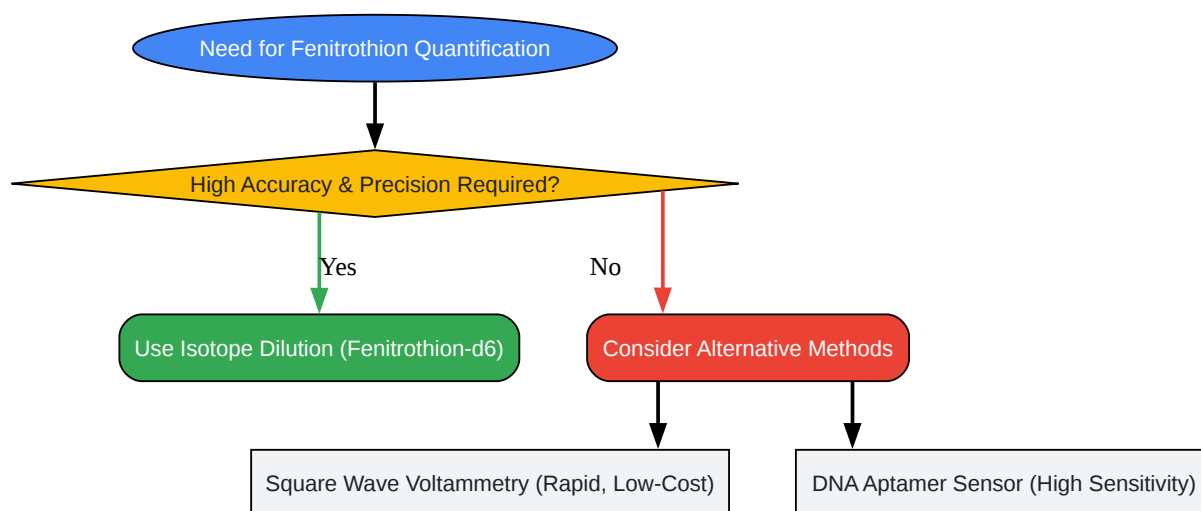 Need for Fenitrothion Quantification
High Accuracy & Precision Required?
Yes
No
Use Isotope Dilution (Fenitrothion-d6)
Consider Alternative Methods
Square Wave Voltammetry (Rapid, Low-Cost)
DNA Aptamer Sensor (High Sensitivity)